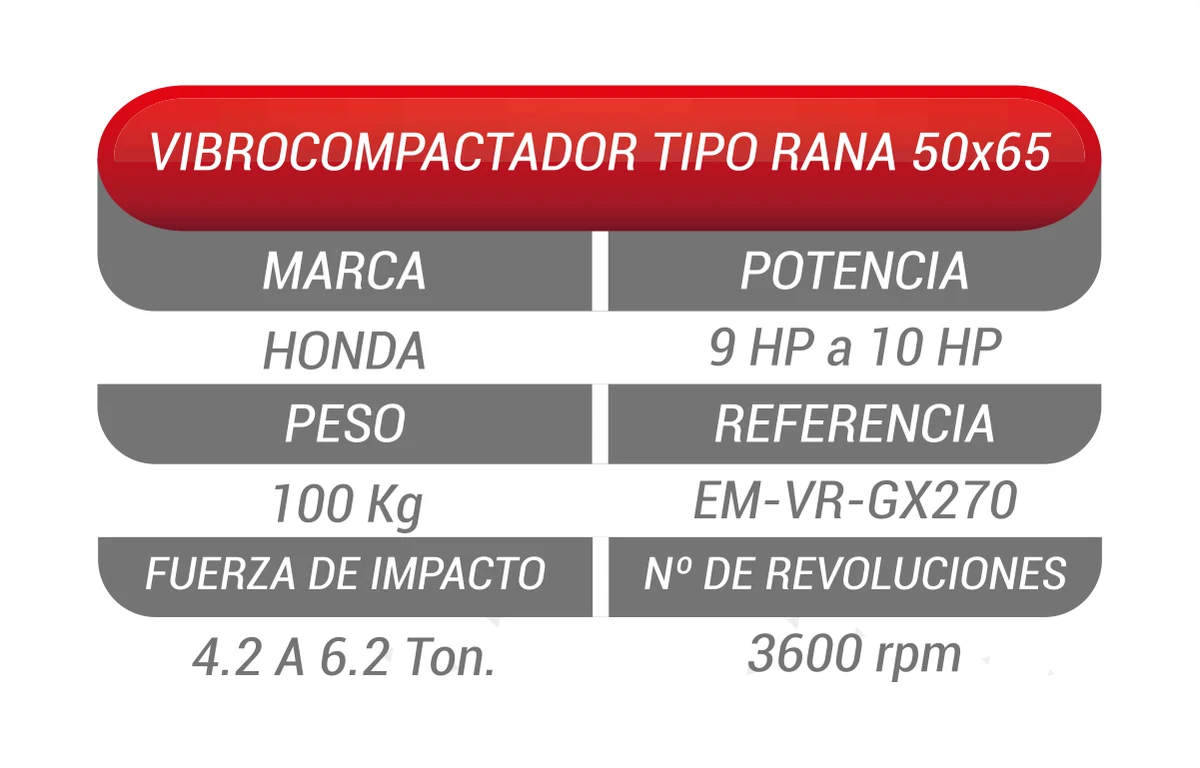 VIBROCOMPACTADOR TIPO RANA 50x65
MARCA
POTENCIA
HONDA
9 HP a 10 HP
PESO
REFERENCIA
100 Kg
EM-VR-GX270
FUERZA DE IMPACTO
Nº DE REVOLUCIONES
4.2 A 6.2 Ton.
3600 rpm